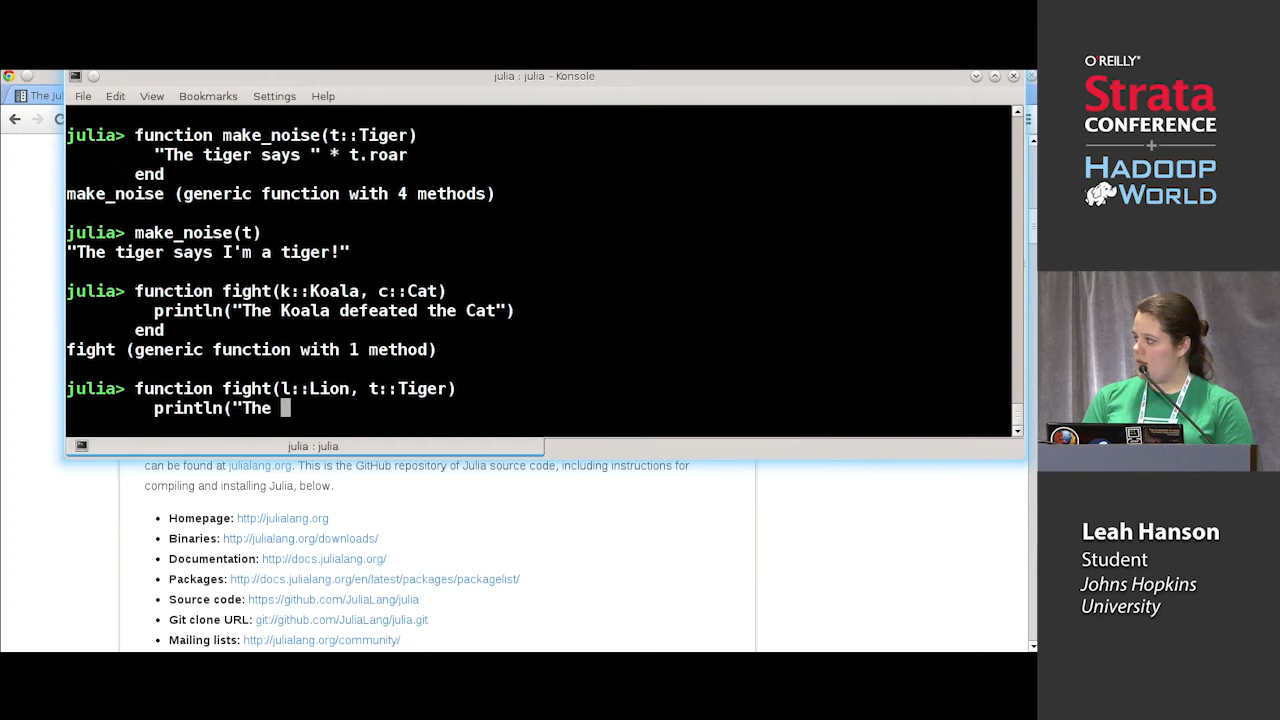 julia : julia – Konsole
The Jul
File Edit View Bookmarks Settings Help
julia> function make_noise(t::Tiger)
"The tiger says " * t.roar
end
make_noise (generic function with 4 methods)
julia> make_noise(t)
"The tiger says I'm a tiger!"
julia> function fight(k::Koala, c::Cat)
println("The Koala defeated the Cat")
end
fight (generic function with 1 method)
julia> function fight(l::Lion, t::Tiger)
println("The
julia : julia
can be found at julialang.org. This is the GitHub repository of Julia source code, including instructions for
compiling and installing Julia, below.
• Homepage: http://julialang.org
• Binaries: http://julialang.org/downloads/
• Documentation: http://docs.julialang.org/
• Packages: http://docs.julialang.org/en/latest/packages/packagelist/
• Source code: https://github.com/JuliaLang/julia
• Git clone URL: git://github.com/JuliaLang/julia.git
• Mailing lists: http://julialang.org/community/
O'REILLY®
Strata
CONFERENCE
+
HADOOP
WORLD
Leah Hanson
Student
Johns Hopkins
University